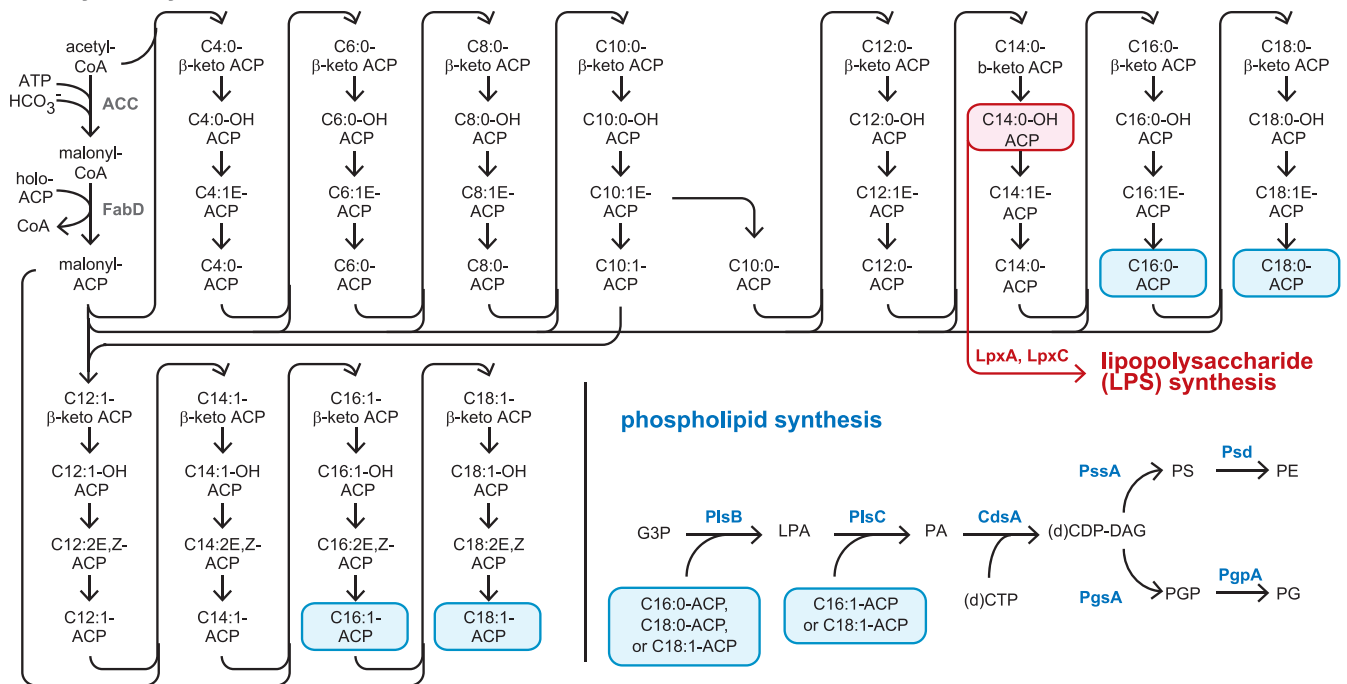 acetyl-
CoA
ATP
HCO3-
ACC
malonyl-
CoA
holo-
ACP
FabD
CoA
malonyl-
ACP
C4:0-
β-keto ACP
C4:0-OH
ACP
C4:1E-
ACP
C4:0-
ACP
C6:0-
β-keto ACP
C6:0-OH
ACP
C6:1E-
ACP
C6:0-
ACP
C8:0-
β-keto ACP
C8:0-OH
ACP
C8:1E-
ACP
C8:0-
ACP
C10:0-
β-keto ACP
C10:0-OH
ACP
C10:1E-
ACP
C10:1-
ACP
C10:0-
ACP
C12:0-
β-keto ACP
C12:0-OH
ACP
C12:1E-
ACP
C12:0-
ACP
C14:0-
b-keto ACP
C14:0-OH
ACP
C14:1E-
ACP
C14:0-
ACP
C16:0-
β-keto ACP
C16:0-OH
ACP
C16:1E-
ACP
C16:0-
ACP
C18:0-
β-keto ACP
C18:0-OH
ACP
C18:1E-
ACP
C18:0-
ACP
LpxA, LpxC
lipopolysaccharide
(LPS) synthesis
C12:1-
β-keto ACP
C12:1-OH
ACP
C12:2E,Z-
ACP
C12:1-
ACP
C14:1-
β-keto ACP
C14:1-OH
ACP
C14:2E,Z-
ACP
C14:1-
ACP
C16:1-
β-keto ACP
C16:1-OH
ACP
C16:2E,Z-
ACP
C16:1-
ACP
C18:1-
β-keto ACP
C18:1-OH
ACP
C18:2E,Z
ACP
C18:1-
ACP
phospholipid synthesis
G3P
PlsB
LPA
PlsC
PA
CdsA
(d)CDP-DAG
C16:0-ACP,
C18:0-ACP,
or C18:1-ACP
C16:1-ACP
or C18:1-ACP
(d)CTP
PssA
PS
Psd
PE
PgsA
PGP
PgpA
PG